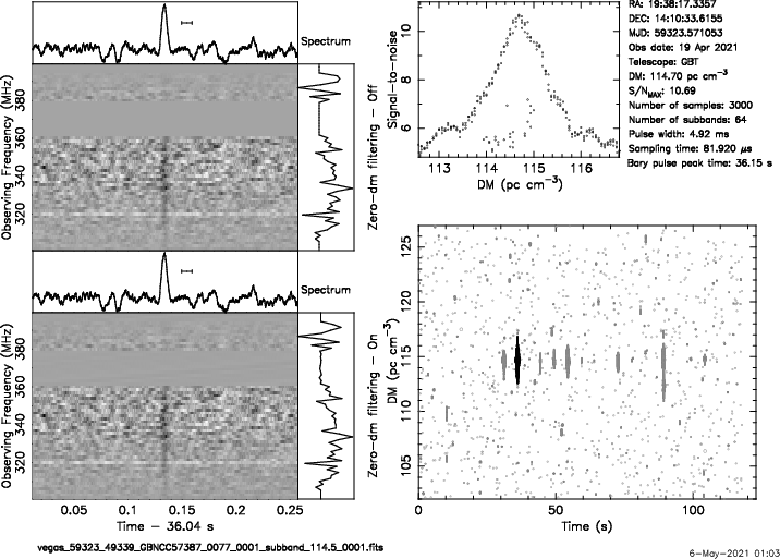 Spectrum
Observing Frequency (MHz)
320 340 360 380
Zero-dm filtering - Off
Spectrum
Observing Frequency (MHz)
320 340 360 380
Zero-dm filtering - On
0.05 0.1 0.15 0.2 0.25
Time - 36.04 s
vegas_59323_49339_GBNCC57387_0077_0001_subband_114.5_0001.fits
Signal-to-noise
6 8 10
113 114 115 116
DM (pc cm⁻³)
RA: 19:38:17.3357
DEC: 14:10:33.6155
MJD: 59323.571053
Obs date: 19 Apr 2021
Telescope: GBT
DM: 114.70 pc cm⁻³
S/N_MAX: 10.69
Number of samples: 3000
Number of subbands: 64
Pulse width: 4.92 ms
Sampling time: 81.920 μs
Bary pulse peak time: 36.15 s
DM (pc cm⁻³)
105 110 115 120 125
0 50 100
Time (s)
6-May-2021 01:03